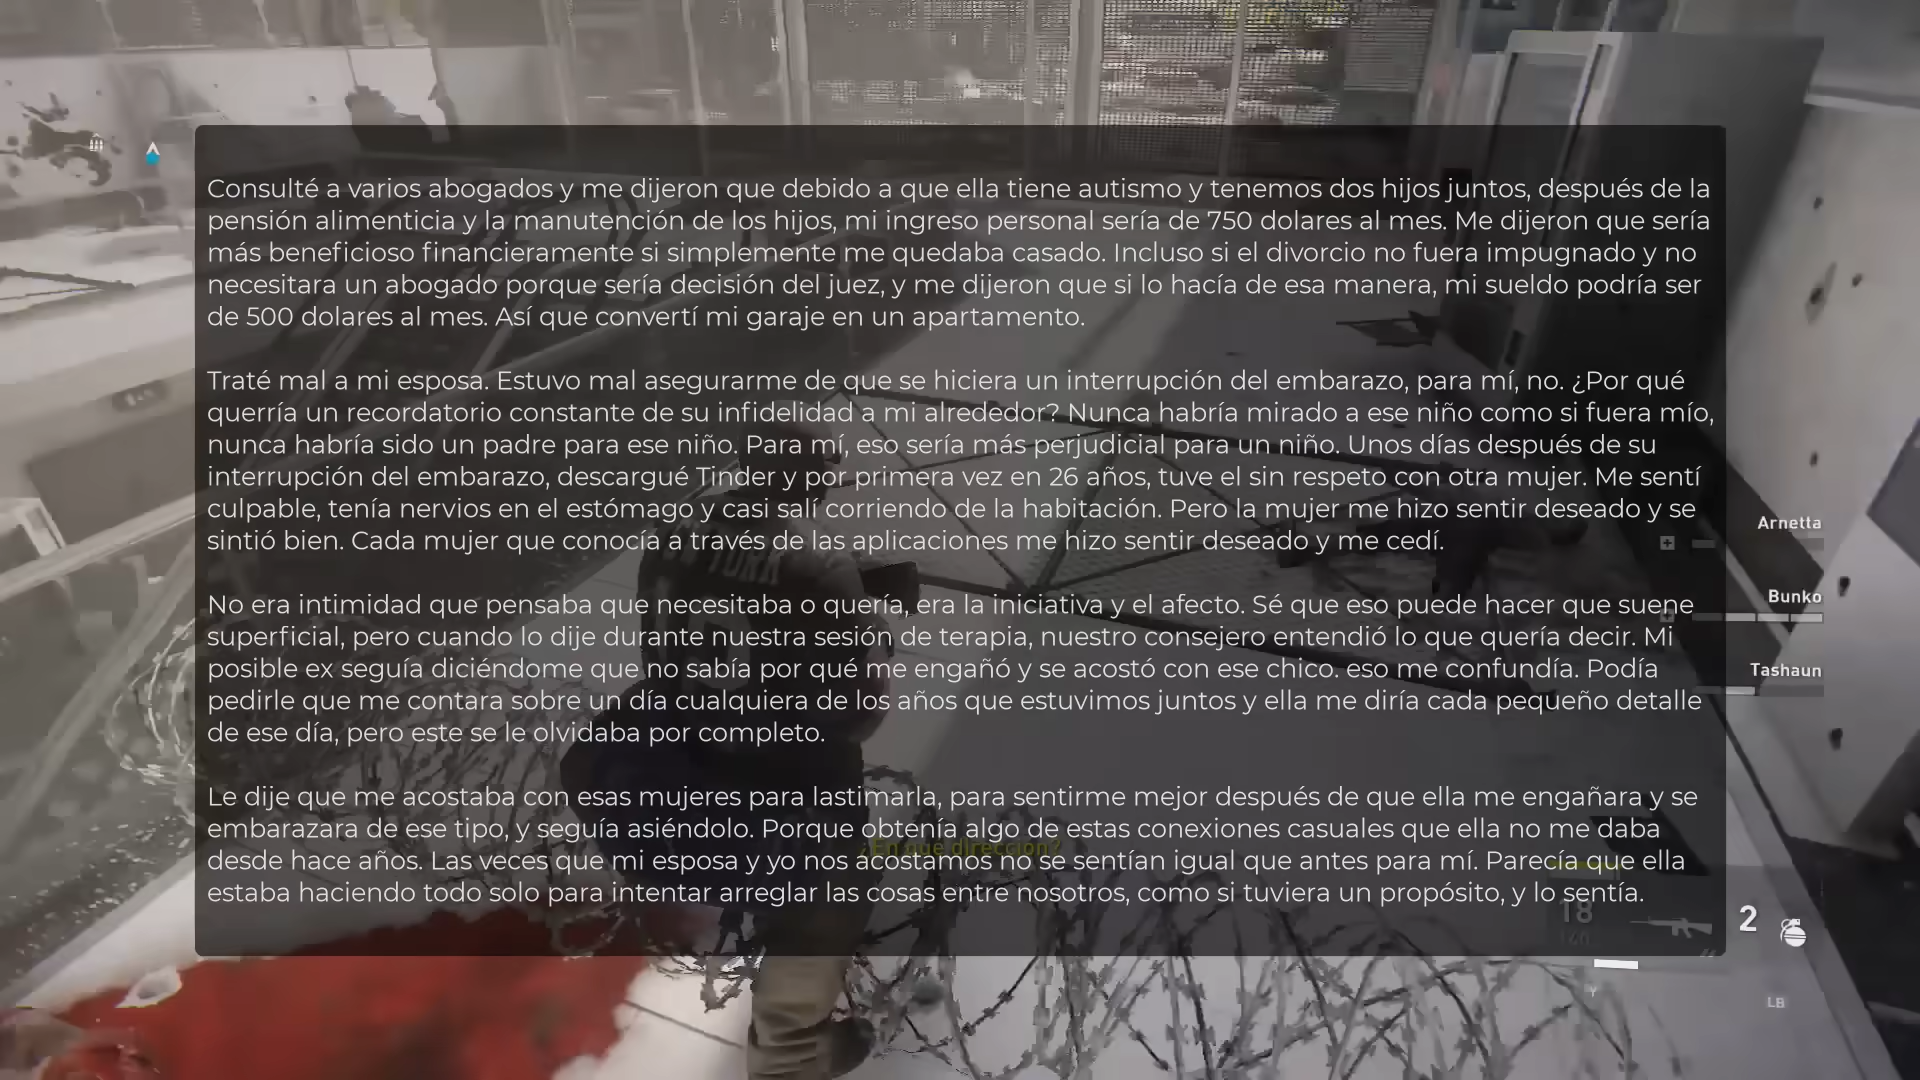 Consulté a varios abogados y me dijeron que debido a que ella tiene autismo y tenemos dos hijos juntos, después de la
pensión alimenticia y la manutención de los hijos, mi ingreso personal sería de 750 dolares al mes. Me dijeron que sería
más beneficioso financieramente si simplemente me quedaba casado. Incluso si el divorcio no fuera impugnado y no
necesitara un abogado porque sería decisión del juez, y me dijeron que si lo hacía de esa manera, mi sueldo podría ser
de 500 dolares al mes. Así que convertí mi garaje en un apartamento.
Traté mal a mi esposa. Estuvo mal asegurarme de que se hiciera un interrupción del embarazo, para mí, no. ¿Por qué
querría un recordatorio constante de su infidelidad a mi alrededor? Nunca habría mirado a ese niño como si fuera mío,
nunca habría sido un padre para ese niño. Para mí, eso sería más perjudicial para un niño. Unos días después de su
interrupción del embarazo, descargué Tinder y por primera vez en 26 años, tuve el sin respeto con otra mujer. Me sentí
culpable, tenía nervios en el estómago y casi salí corriendo de la habitación. Pero la mujer me hizo sentir deseado y se
sintió bien. Cada mujer que conocía a través de las aplicaciones me hizo sentir deseado y me cedí.
Arnetta
Bunko
No era intimidad que pensaba que necesitaba o quería, era la iniciativa y el afecto. Sé que eso puede hacer que suene
superficial, pero cuando lo dije durante nuestra sesión de terapia, nuestro consejero entendió lo que quería decir. Mi
posible ex seguía diciéndome que no sabía por qué me engañó y se acostó con ese chico. eso me confundía. Podía
Tashaun
pedirle que me contara sobre un día cualquiera de los años que estuvimos juntos y ella me diría cada pequeño detalle
de ese día, pero este se le olvidaba por completo.
Le dije que me acostaba con esas mujeres para lastimarla, para sentirme mejor después de que ella me engañara y se
embarazara de ese tipo, y seguía asiéndolo. Porque obtenía algo de estas conexiones casuales que ella no me daba
¿En qué dirección?
desde hace años. Las veces que mi esposa y yo nos acostamos no se sentían igual que antes para mí. Parecía que ella
estaba haciendo todo solo para intentar arreglar las cosas entre nosotros, como si tuviera un propósito, y lo sentía.
18
2
LB